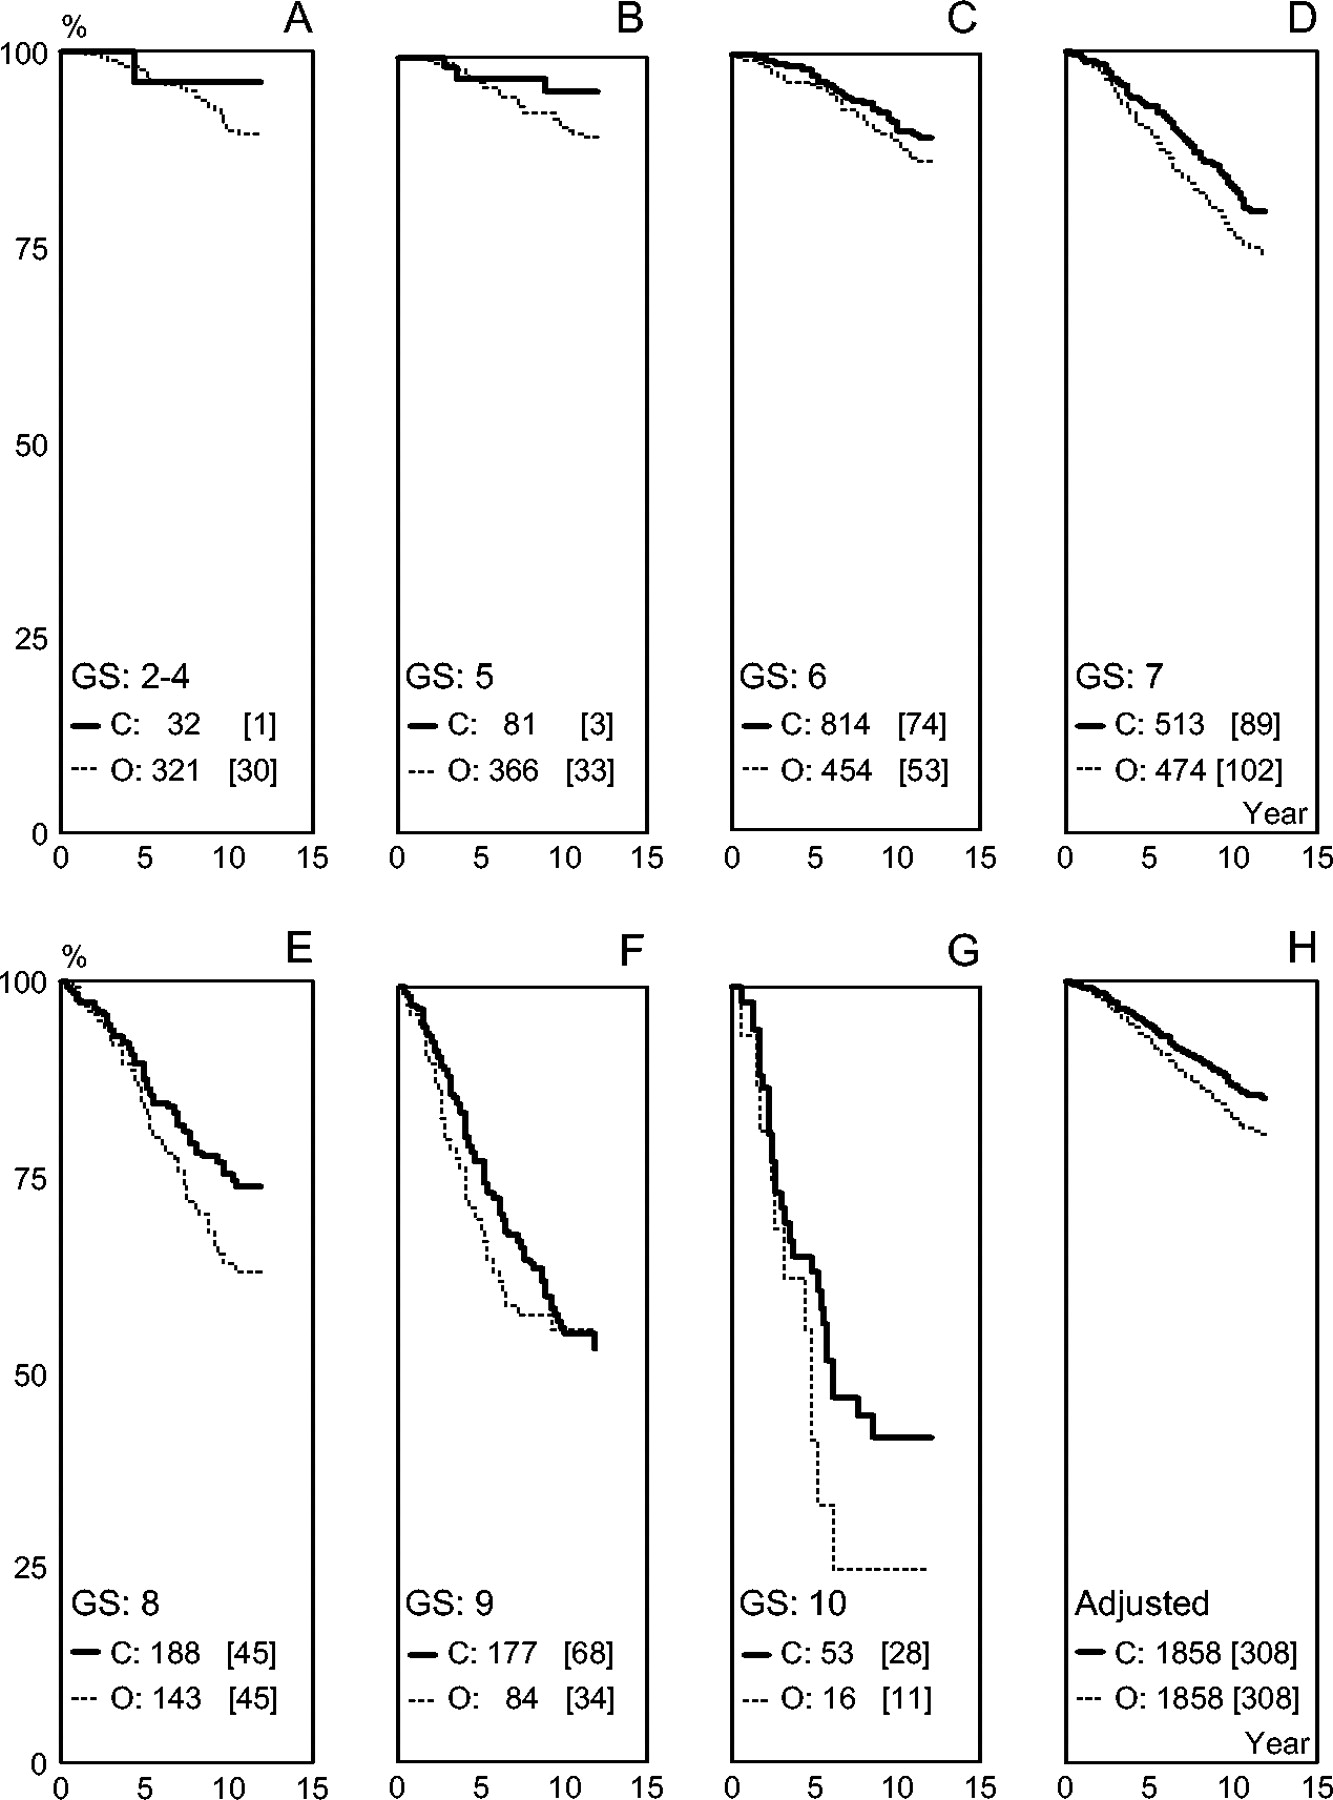 %
A
B
C
D
100
75
50
25
0
GS: 2-4
C: 32 [1]
O: 321 [30]
0 5 10 15
GS: 5
C: 81 [3]
O: 366 [33]
0 5 10 15
GS: 6
C: 814 [74]
O: 454 [53]
0 5 10 15
GS: 7
C: 513 [89]
O: 474 [102]
Year
0 5 10 15
%
E
F
G
H
100
75
50
25
0
GS: 8
C: 188 [45]
O: 143 [45]
0 5 10 15
GS: 9
C: 177 [68]
O: 84 [34]
0 5 10 15
GS: 10
C: 53 [28]
O: 16 [11]
0 5 10 15
Adjusted
C: 1858 [308]
O: 1858 [308]
Year
0 5 10 15